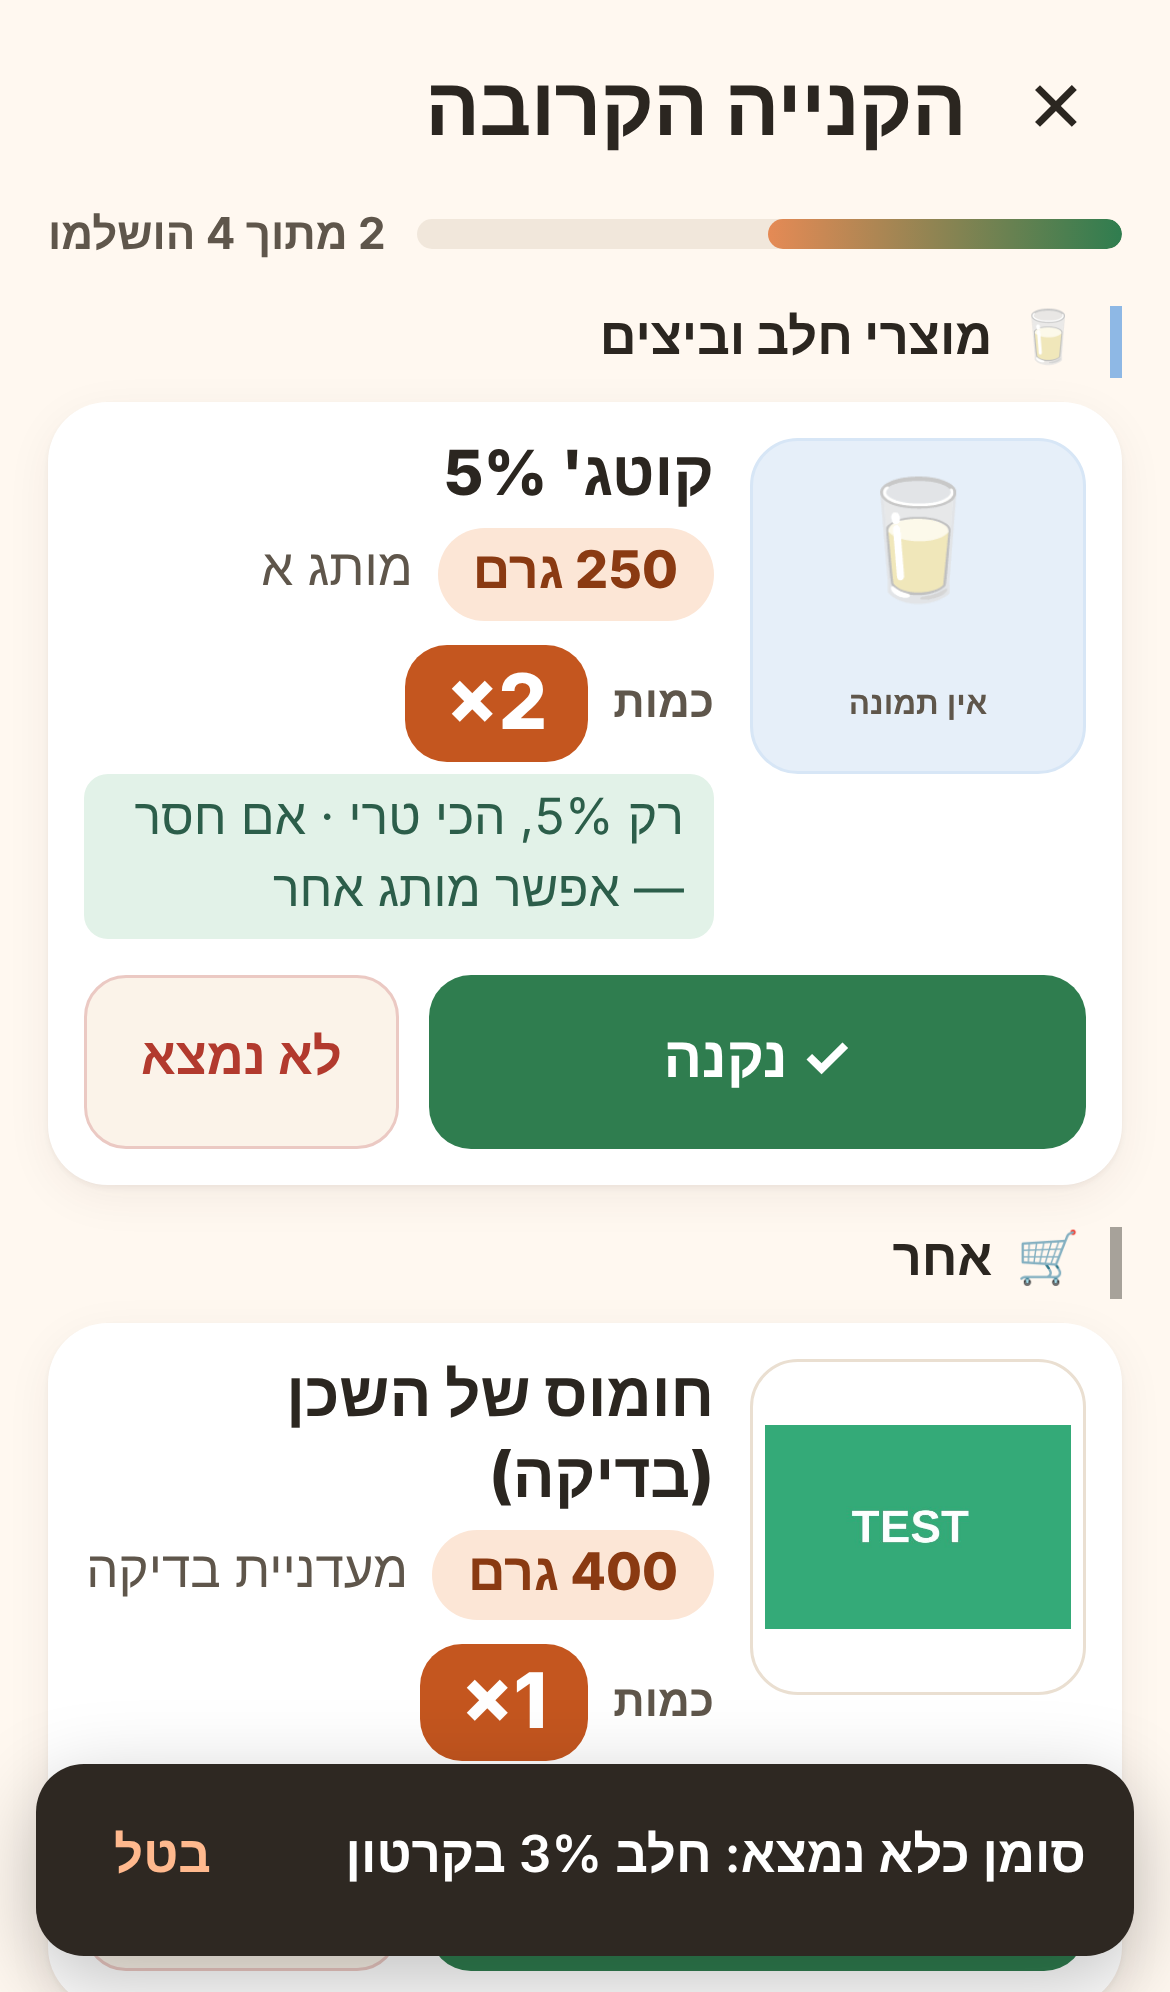 ✕ הקנייה הקרובה
2 מתוך 4 הושלמו
מוצרי חלב וביצים
קוטג' 5%
250 גרם מותג א
אין תמונה
כמות ×2
רק 5%, הכי טרי · אם חסר
— אפשר מותג אחר
✓ נקנה
לא נמצא
אחר
חומוס של השכן
(בדיקה)
TEST
400 גרם מעדניית בדיקה
כמות ×1
סומן כלא נמצא: חלב 3% בקרטון
בטל